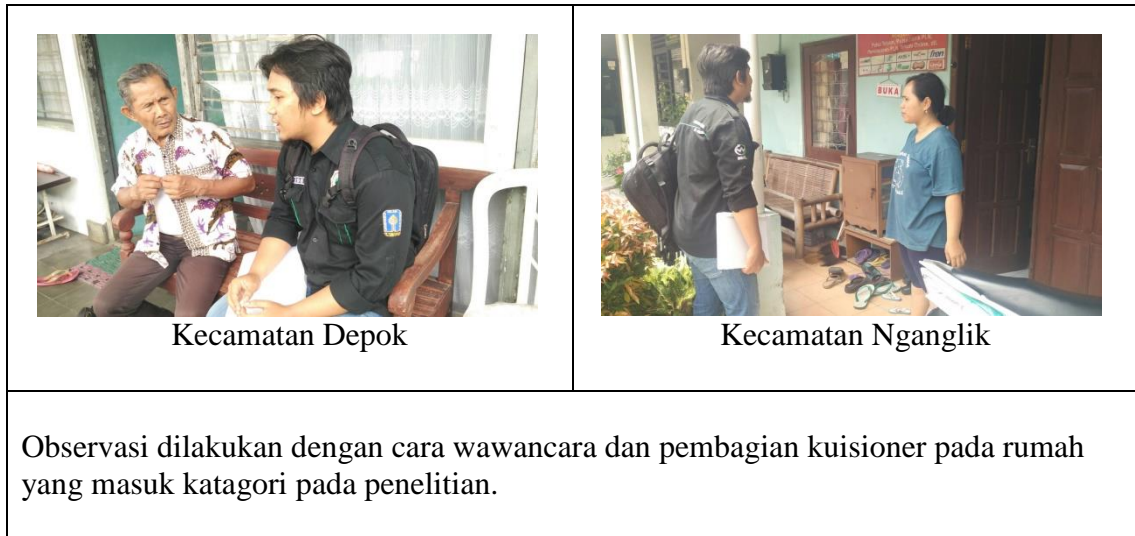 BUKA
fren
Kecamatan Depok
Kecamatan Nganglik
Observasi dilakukan dengan cara wawancara dan pembagian kuisioner pada rumah
yang masuk katagori pada penelitian.